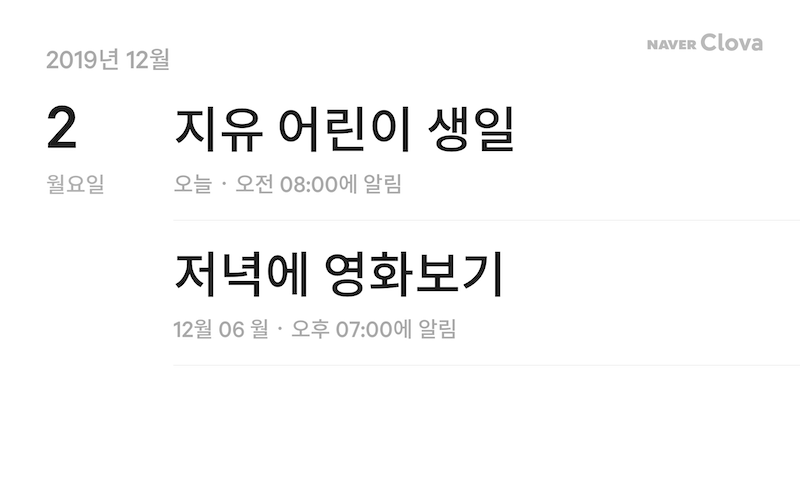 NAVER Clova
2019년 12월
2
지유 어린이 생일
월요일
오늘 · 오전 08:00에 알림
저녁에 영화보기
12월 06 월 · 오후 07:00에 알림